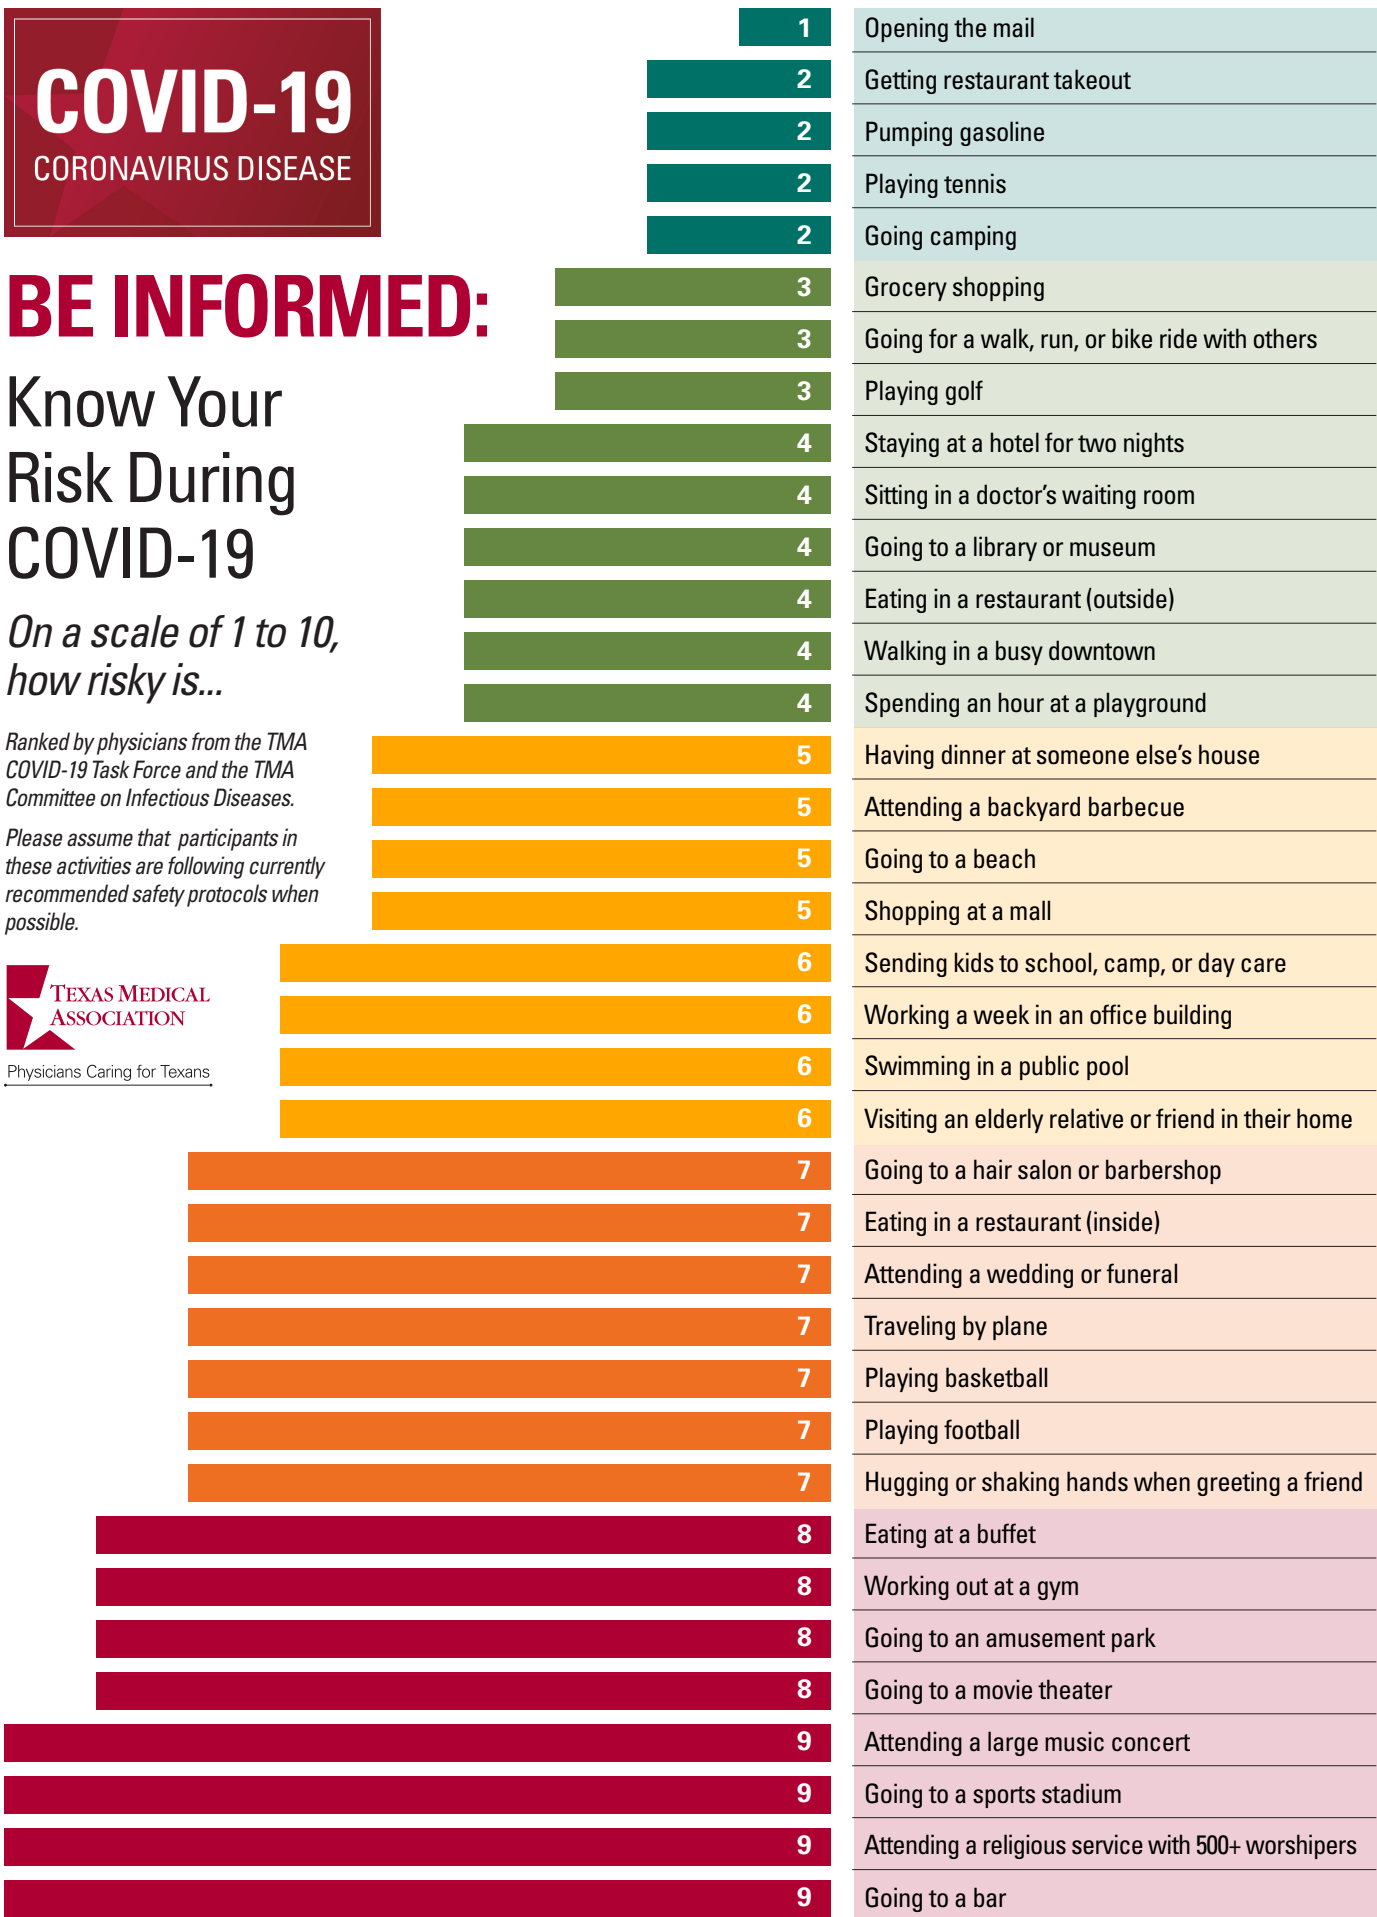 COVID-19
CORONAVIRUS DISEASE
BE INFORMED:
Know Your
Risk During
COVID-19
On a scale of 1 to 10,
how risky is...
Ranked by physicians from the TMA
COVID-19 Task Force and the TMA
Committee on Infectious Diseases.
Please assume that participants in
these activities are following currently
recommended safety protocols when
possible.
TEXAS MEDICAL
ASSOCIATION
Physicians Caring for Texans
1 Opening the mail
2 Getting restaurant takeout
2 Pumping gasoline
2 Playing tennis
2 Going camping
3 Grocery shopping
3 Going for a walk, run, or bike ride with others
3 Playing golf
4 Staying at a hotel for two nights
4 Sitting in a doctor's waiting room
4 Going to a library or museum
4 Eating in a restaurant (outside)
4 Walking in a busy downtown
4 Spending an hour at a playground
5 Having dinner at someone else's house
5 Attending a backyard barbecue
5 Going to a beach
5 Shopping at a mall
6 Sending kids to school, camp, or day care
6 Working a week in an office building
6 Swimming in a public pool
6 Visiting an elderly relative or friend in their home
7 Going to a hair salon or barbershop
7 Eating in a restaurant (inside)
7 Attending a wedding or funeral
7 Traveling by plane
7 Playing basketball
7 Playing football
7 Hugging or shaking hands when greeting a friend
8 Eating at a buffet
8 Working out at a gym
8 Going to an amusement park
8 Going to a movie theater
9 Attending a large music concert
9 Going to a sports stadium
9 Attending a religious service with 500+ worshipers
9 Going to a bar